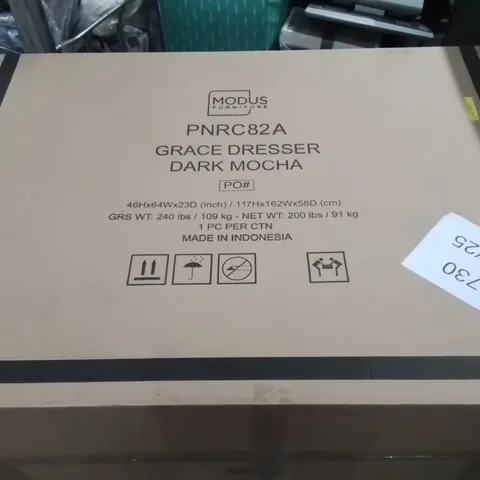 MODUS
FURNITURE
PNRC82A
GRACE DRESSER
DARK MOCHA
PO#
46Hx64Wx23D (inch) / 117Hx162Wx58D (cm)
GRS WT: 240 lbs / 109 kg - NET WT: 200 lbs / 91 kg
1 PC PER CTN
MADE IN INDONESIA
730